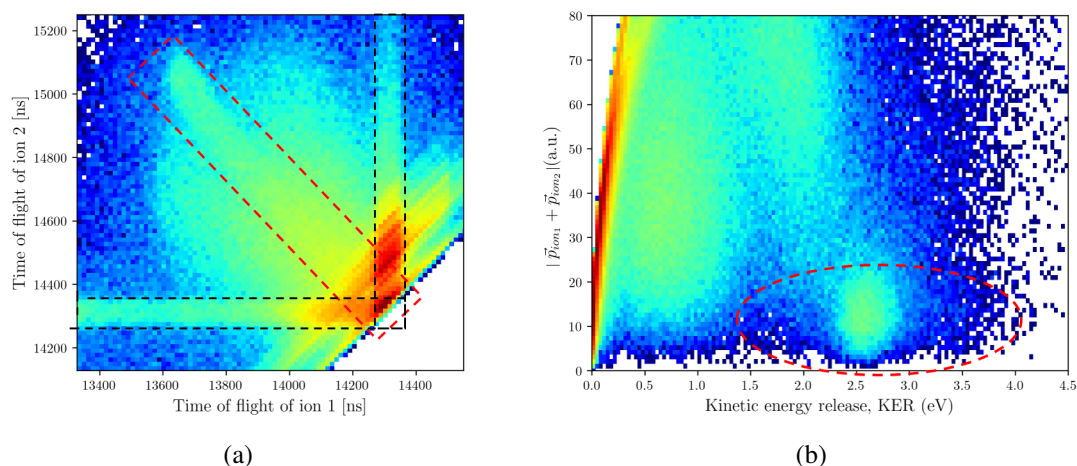 15200
15000
14800
14600
14400
14200
Time of flight of ion 2 [ns]
13400 13600 13800 14000 14200 14400
Time of flight of ion 1 [ns]
(a)
80
70
60
50
40
30
20
10
0
| p⃗ion₁ + p⃗ion₂ |(a.u.)
0.0 0.5 1.0 1.5 2.0 2.5 3.0 3.5 4.0 4.5
Kinetic energy release, KER (eV)
(b)